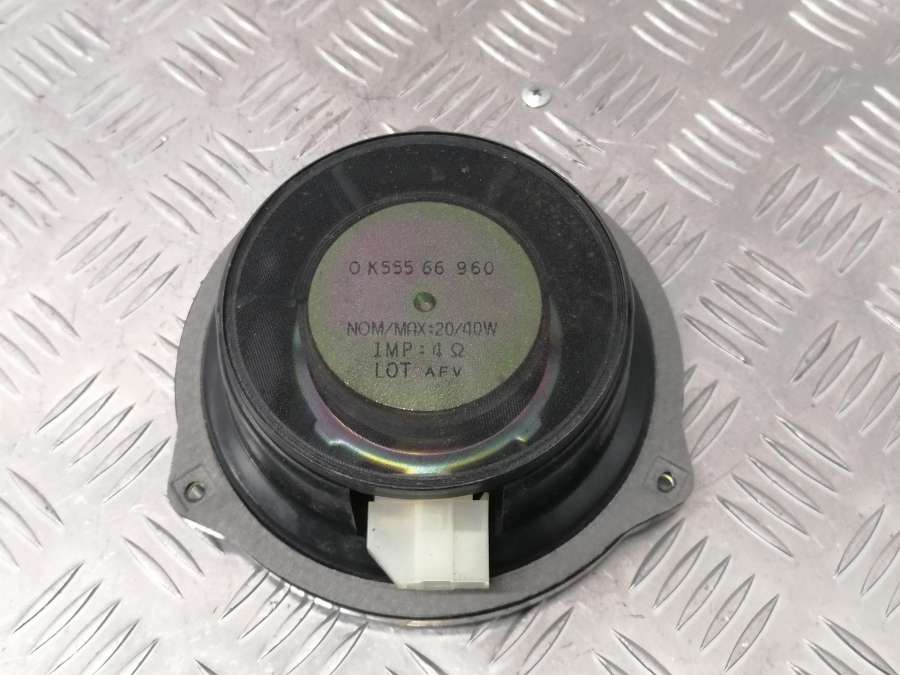 0K555 66 960
NOM/MAX:20/40W
IMP:4Ω
LOT AFV